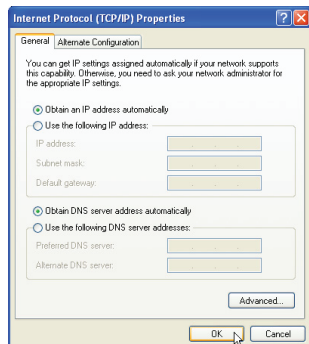 Internet Protocol (TCP/IP) Properties
General
Alternate Configuration
You can get IP settings assigned automatically if your network supports
this capability. Otherwise, you need to ask your network administrator for
the appropriate IP settings.
Obtain an IP address automatically
Use the following IP address:
IP address:
Subnet mask:
Default gateway:
Obtain DNS server address automatically
Use the following DNS server addresses:
Preferred DNS server:
Alternate DNS server:
Advanced...
OK
Cancel